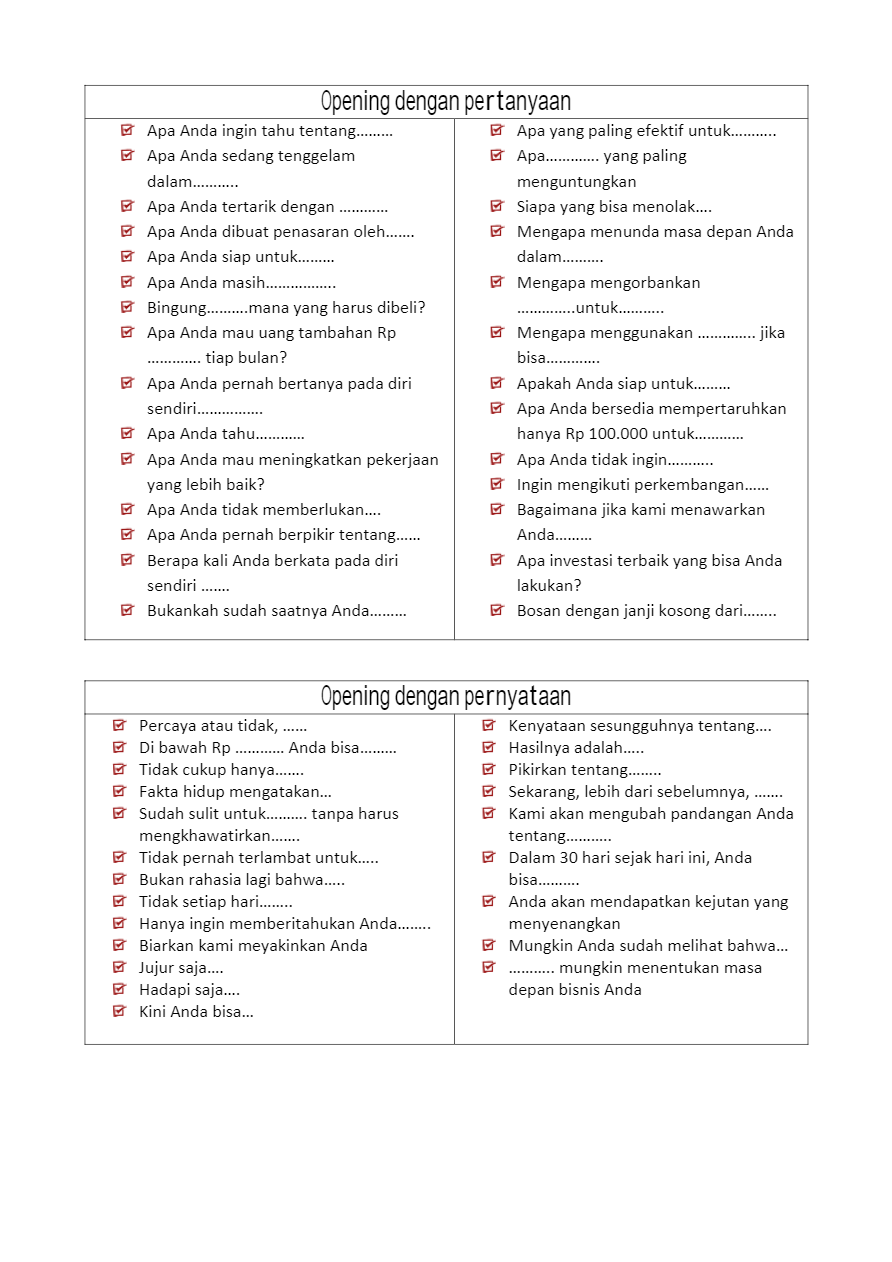 Opening dengan pertanyaan
Apa Anda ingin tahu tentang………
Apa Anda sedang tenggelam
dalam………..
Apa Anda tertarik dengan …………
Apa Anda dibuat penasaran oleh…….
Apa Anda siap untuk………
Apa Anda masih……………..
Bingung……….mana yang harus dibeli?
Apa Anda mau uang tambahan Rp
…………. tiap bulan?
Apa Anda pernah bertanya pada diri
sendiri…………….
Apa Anda tahu…………
Apa Anda mau meningkatkan pekerjaan
yang lebih baik?
Apa Anda tidak memberlukan….
Apa Anda pernah berpikir tentang……
Berapa kali Anda berkata pada diri
sendiri …….
Bukankah sudah saatnya Anda………
Apa yang paling efektif untuk………..
Apa…………. yang paling
menguntungkan
Siapa yang bisa menolak….
Mengapa menunda masa depan Anda
dalam……….
Mengapa mengorbankan
…………..untuk………..
Mengapa menggunakan ………….. jika
bisa………….
Apakah Anda siap untuk………
Apa Anda bersedia mempertaruhkan
hanya Rp 100.000 untuk…………
Apa Anda tidak ingin………..
Ingin mengikuti perkembangan……
Bagaimana jika kami menawarkan
Anda………
Apa investasi terbaik yang bisa Anda
lakukan?
Bosan dengan janji kosong dari……..
Opening dengan pernyataan
Percaya atau tidak, ……
Di bawah Rp ………… Anda bisa………
Tidak cukup hanya…….
Fakta hidup mengatakan…
Sudah sulit untuk………. tanpa harus
mengkhawatirkan…….
Tidak pernah terlambat untuk…..
Bukan rahasia lagi bahwa…..
Tidak setiap hari……..
Hanya ingin memberitahukan Anda……..
Biarkan kami meyakinkan Anda
Jujur saja….
Hadapi saja….
Kini Anda bisa…
Kenyataan sesungguhnya tentang….
Hasilnya adalah…..
Pikirkan tentang……..
Sekarang, lebih dari sebelumnya, …….
Kami akan mengubah pandangan Anda
tentang………..
Dalam 30 hari sejak hari ini, Anda
bisa……….
Anda akan mendapatkan kejutan yang
menyenangkan
Mungkin Anda sudah melihat bahwa…
……….. mungkin menentukan masa
depan bisnis Anda